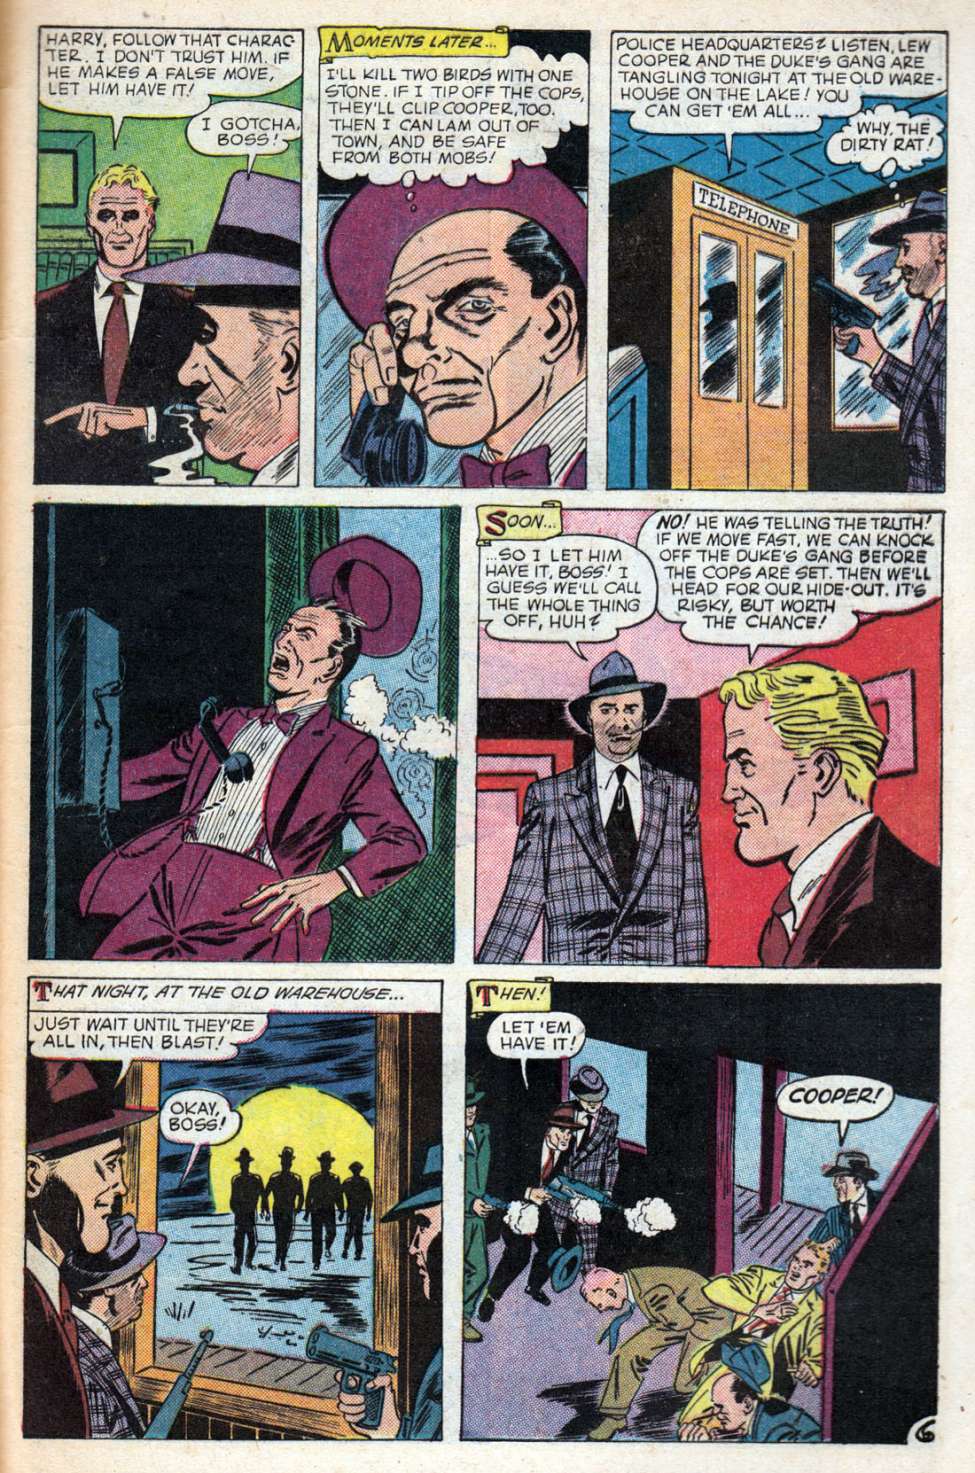 HARRY, FOLLOW THAT CHARAC-
TER. I DON'T TRUST HIM. IF
HE MAKES A FALSE MOVE,
LET HIM HAVE IT!
I GOTCHA,
BOSS!
MOMENTS LATER...
I'LL KILL TWO BIRDS WITH ONE
STONE. IF I TIP OFF THE COPS,
THEY'LL CLIP COOPER, TOO.
THEN I CAN LAM OUT OF
TOWN, AND BE SAFE
FROM BOTH MOBS!
POLICE HEADQUARTERS? LISTEN, LEW
COOPER AND THE DUKE'S GANG ARE
TANGLING TONIGHT AT THE OLD WARE-
HOUSE ON THE LAKE! YOU
CAN GET 'EM ALL...
WHY, THE
DIRTY RAT!
TELEPHONE
SOON...
...SO I LET HIM
HAVE IT, BOSS! I
GUESS WE'LL CALL
THE WHOLE THING
OFF, HUH?
NO! HE WAS TELLING THE TRUTH!
IF WE MOVE FAST, WE CAN KNOCK
OFF THE DUKE'S GANG BEFORE
THE COPS ARE SET. THEN WE'LL
HEAD FOR OUR HIDE-OUT. IT'S
RISKY, BUT WORTH
THE CHANCE!
THAT NIGHT, AT THE OLD WAREHOUSE...
JUST WAIT UNTIL THEY'RE
ALL IN, THEN BLAST!
OKAY,
BOSS!
THEN!
LET 'EM
HAVE IT!
COOPER!
6